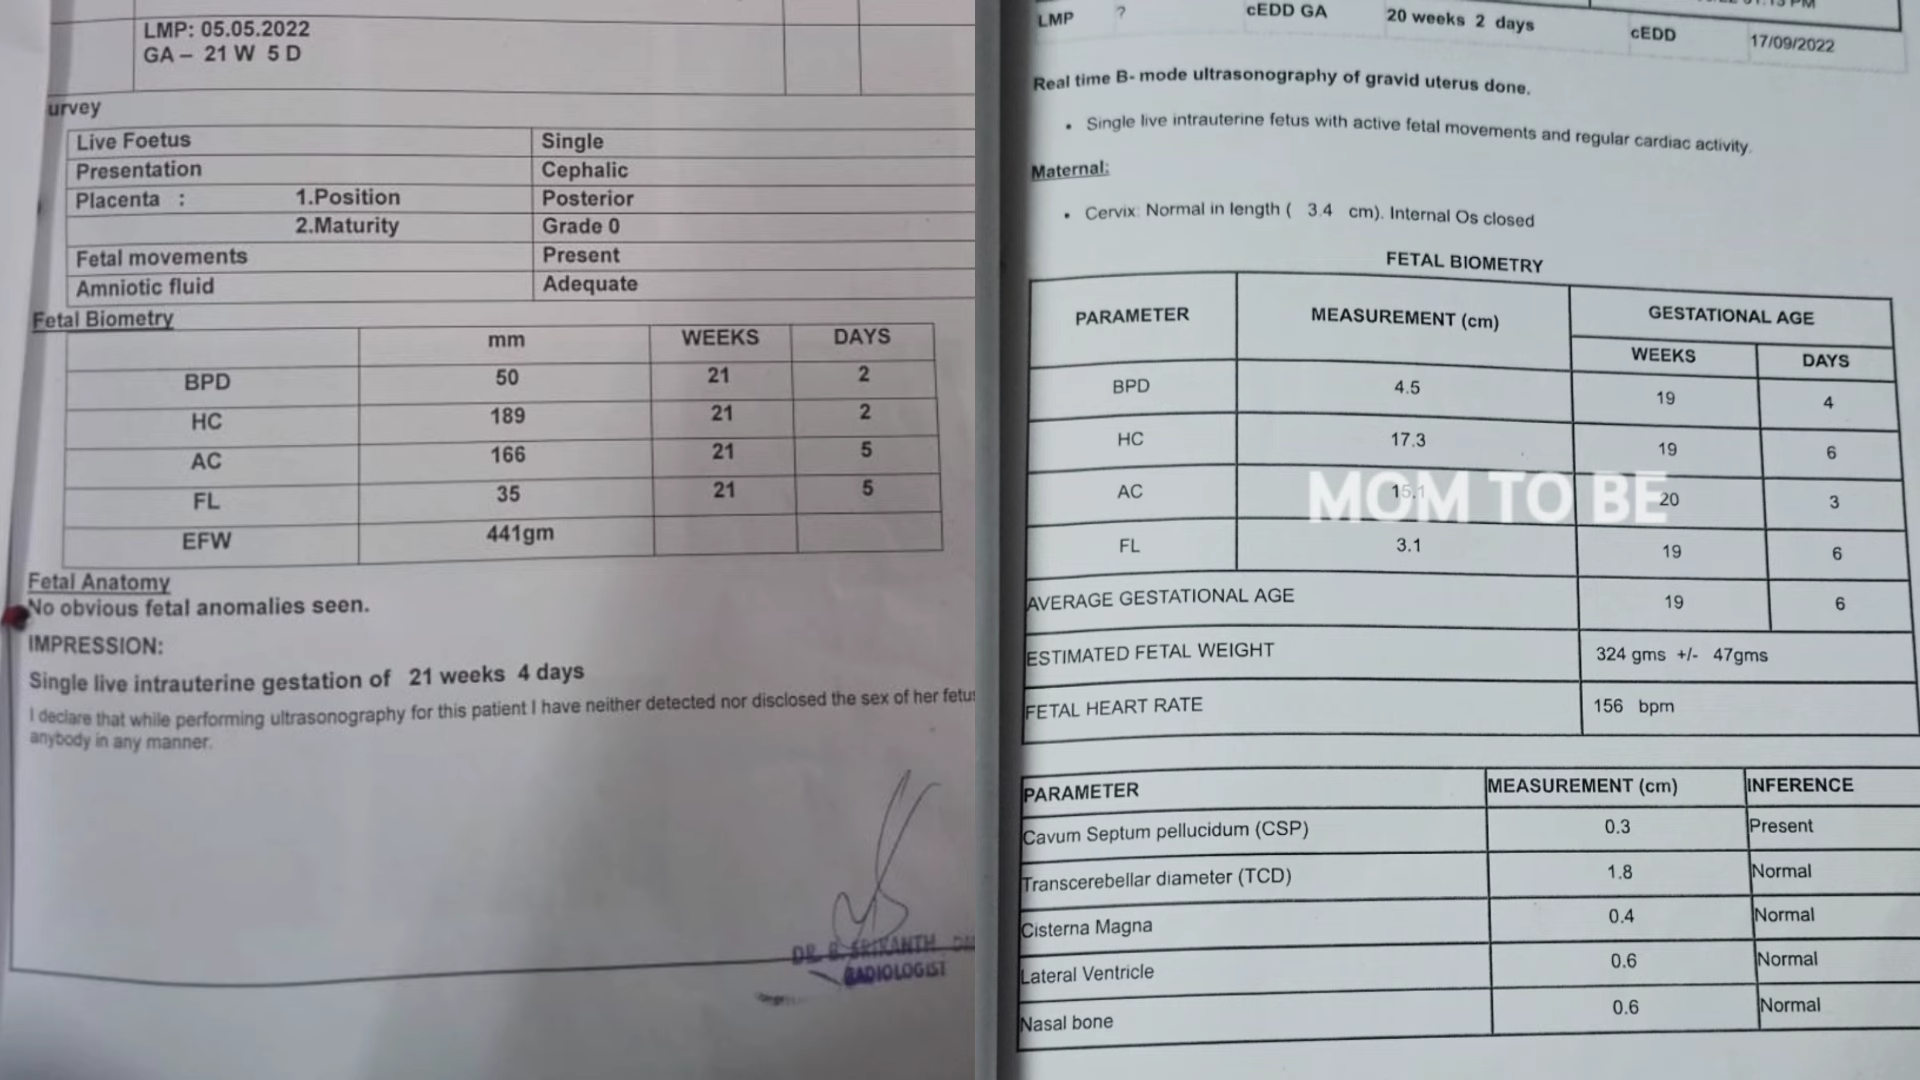 LMP: 05.05.2022
GA – 21 W 5 D
urvey
Live Foetus Single
Presentation Cephalic
Placenta : 1.Position Posterior
2.Maturity Grade 0
Fetal movements Present
Amniotic fluid Adequate
Fetal Biometry
mm WEEKS DAYS
BPD 50 21 2
HC 189 21 2
AC 166 21 5
FL 35 21 5
EFW 441gm
Fetal Anatomy
No obvious fetal anomalies seen.
IMPRESSION:
Single live intrauterine gestation of 21 weeks 4 days
I declare that while performing ultrasonography for this patient I have neither detected nor disclosed the sex of her fetus
anybody in any manner.
DR. B. SRIKANTH
RADIOLOGIST
LMP ? cEDD GA 20 weeks 2 days cEDD 17/09/2022
Real time B- mode ultrasonography of gravid uterus done.
• Single live intrauterine fetus with active fetal movements and regular cardiac activity.
Maternal:
• Cervix: Normal in length ( 3.4 cm). Internal Os closed
FETAL BIOMETRY
PARAMETER MEASUREMENT (cm) GESTATIONAL AGE
WEEKS DAYS
BPD 4.5 19 4
HC 17.3 19 6
AC 15.1 20 3
MOM TO BE
FL 3.1 19 6
AVERAGE GESTATIONAL AGE 19 6
ESTIMATED FETAL WEIGHT 324 gms +/- 47gms
FETAL HEART RATE 156 bpm
PARAMETER MEASUREMENT (cm) INFERENCE
Cavum Septum pellucidum (CSP) 0.3 Present
Transcerebellar diameter (TCD) 1.8 Normal
Cisterna Magna 0.4 Normal
Lateral Ventricle 0.6 Normal
Nasal bone 0.6 Normal